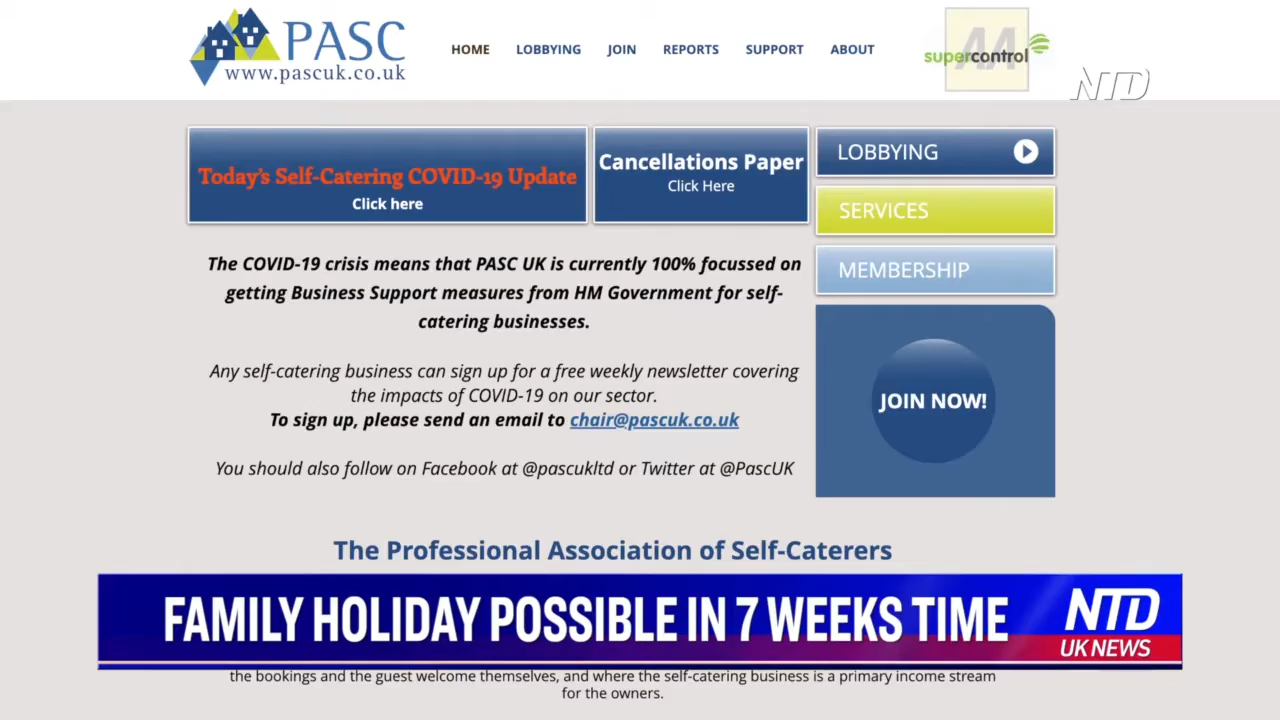 PASC
www.pascuk.co.uk
HOME LOBBYING JOIN REPORTS SUPPORT ABOUT
AA
supercontrol
NTD
Today's Self-Catering COVID-19 Update
Click here
Cancellations Paper
Click Here
LOBBYING
SERVICES
MEMBERSHIP
JOIN NOW!
The COVID-19 crisis means that PASC UK is currently 100% focussed on
getting Business Support measures from HM Government for self-
catering businesses.
Any self-catering business can sign up for a free weekly newsletter covering
the impacts of COVID-19 on our sector.
To sign up, please send an email to chair@pascuk.co.uk
You should also follow on Facebook at @pascukltd or Twitter at @PascUK
The Professional Association of Self-Caterers
FAMILY HOLIDAY POSSIBLE IN 7 WEEKS TIME
NTD
UK NEWS
the bookings and the guest welcome themselves, and where the self-catering business is a primary income stream
for the owners.